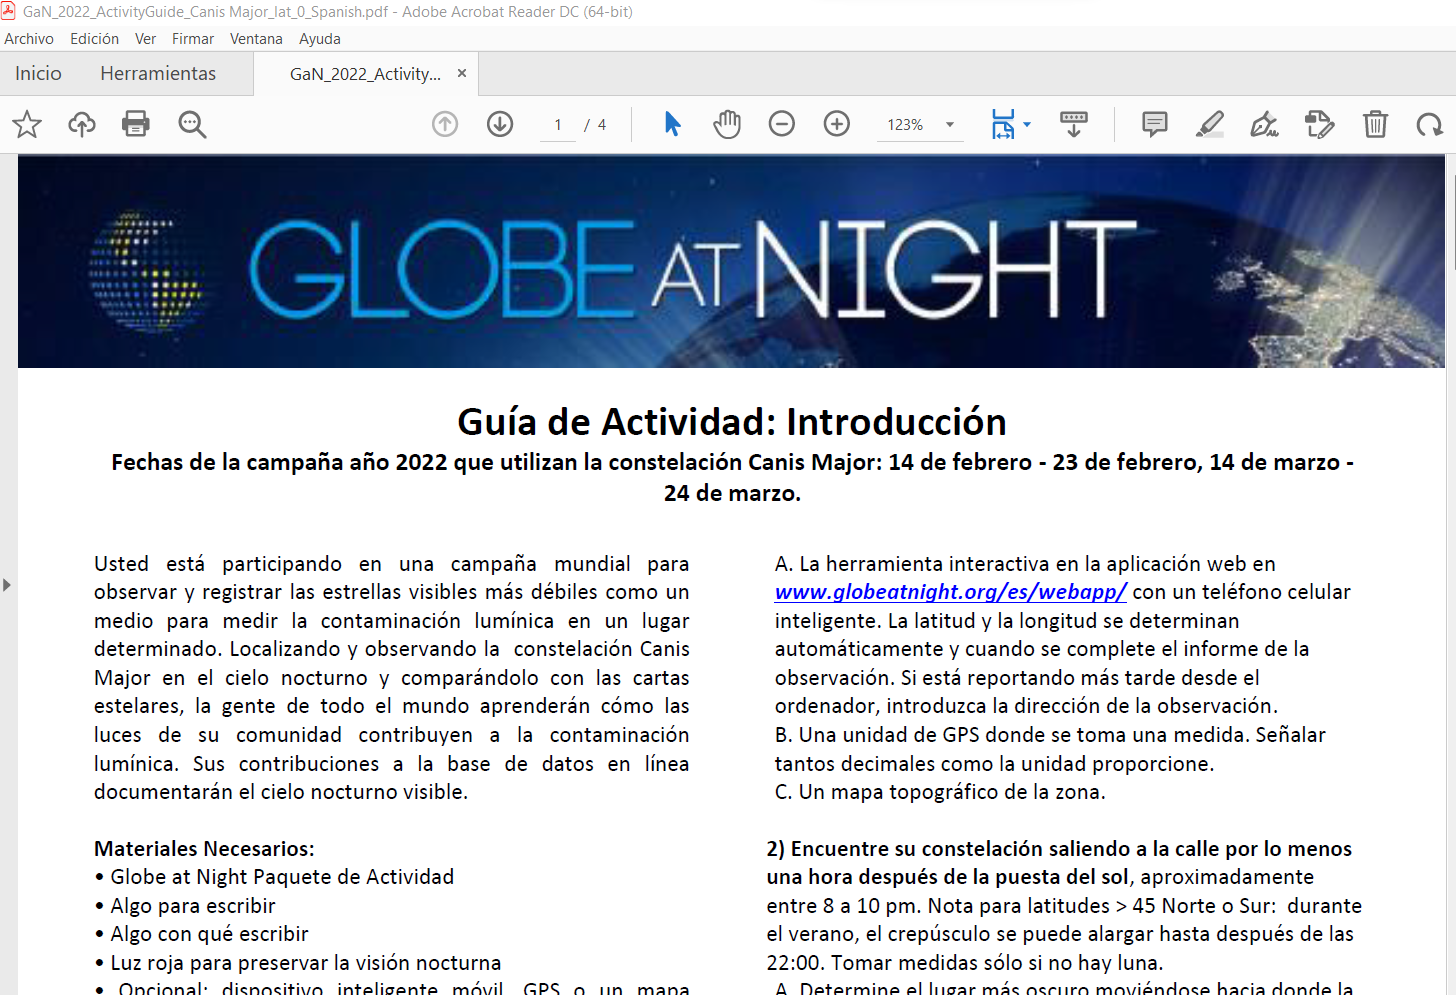 GaN_2022_ActivityGuide_Canis Major_lat_0_Spanish.pdf - Adobe Acrobat Reader DC (64-bit)
Archivo Edición Ver Firmar Ventana Ayuda
Inicio Herramientas GaN_2022_Activity... ×
1 / 4 123%
GLOBE AT NIGHT
Guía de Actividad: Introducción
Fechas de la campaña año 2022 que utilizan la constelación Canis Major: 14 de febrero - 23 de febrero, 14 de marzo -
24 de marzo.
Usted está participando en una campaña mundial para
observar y registrar las estrellas visibles más débiles como un
medio para medir la contaminación lumínica en un lugar
determinado. Localizando y observando la constelación Canis
Major en el cielo nocturno y comparándolo con las cartas
estelares, la gente de todo el mundo aprenderán cómo las
luces de su comunidad contribuyen a la contaminación
lumínica. Sus contribuciones a la base de datos en línea
documentarán el cielo nocturno visible.
Materiales Necesarios:
• Globe at Night Paquete de Actividad
• Algo para escribir
• Algo con qué escribir
• Luz roja para preservar la visión nocturna
• Opcional: dispositivo inteligente móvil, GPS o un mapa
A. La herramienta interactiva en la aplicación web en
www.globeatnight.org/es/webapp/ con un teléfono celular
inteligente. La latitud y la longitud se determinan
automáticamente y cuando se complete el informe de la
observación. Si está reportando más tarde desde el
ordenador, introduzca la dirección de la observación.
B. Una unidad de GPS donde se toma una medida. Señalar
tantos decimales como la unidad proporcione.
C. Un mapa topográfico de la zona.
2) Encuentre su constelación saliendo a la calle por lo menos
una hora después de la puesta del sol, aproximadamente
entre 8 a 10 pm. Nota para latitudes > 45 Norte o Sur: durante
el verano, el crepúsculo se puede alargar hasta después de las
22:00. Tomar medidas sólo si no hay luna.
A. Determine el lugar más oscuro moviéndose hacia donde la